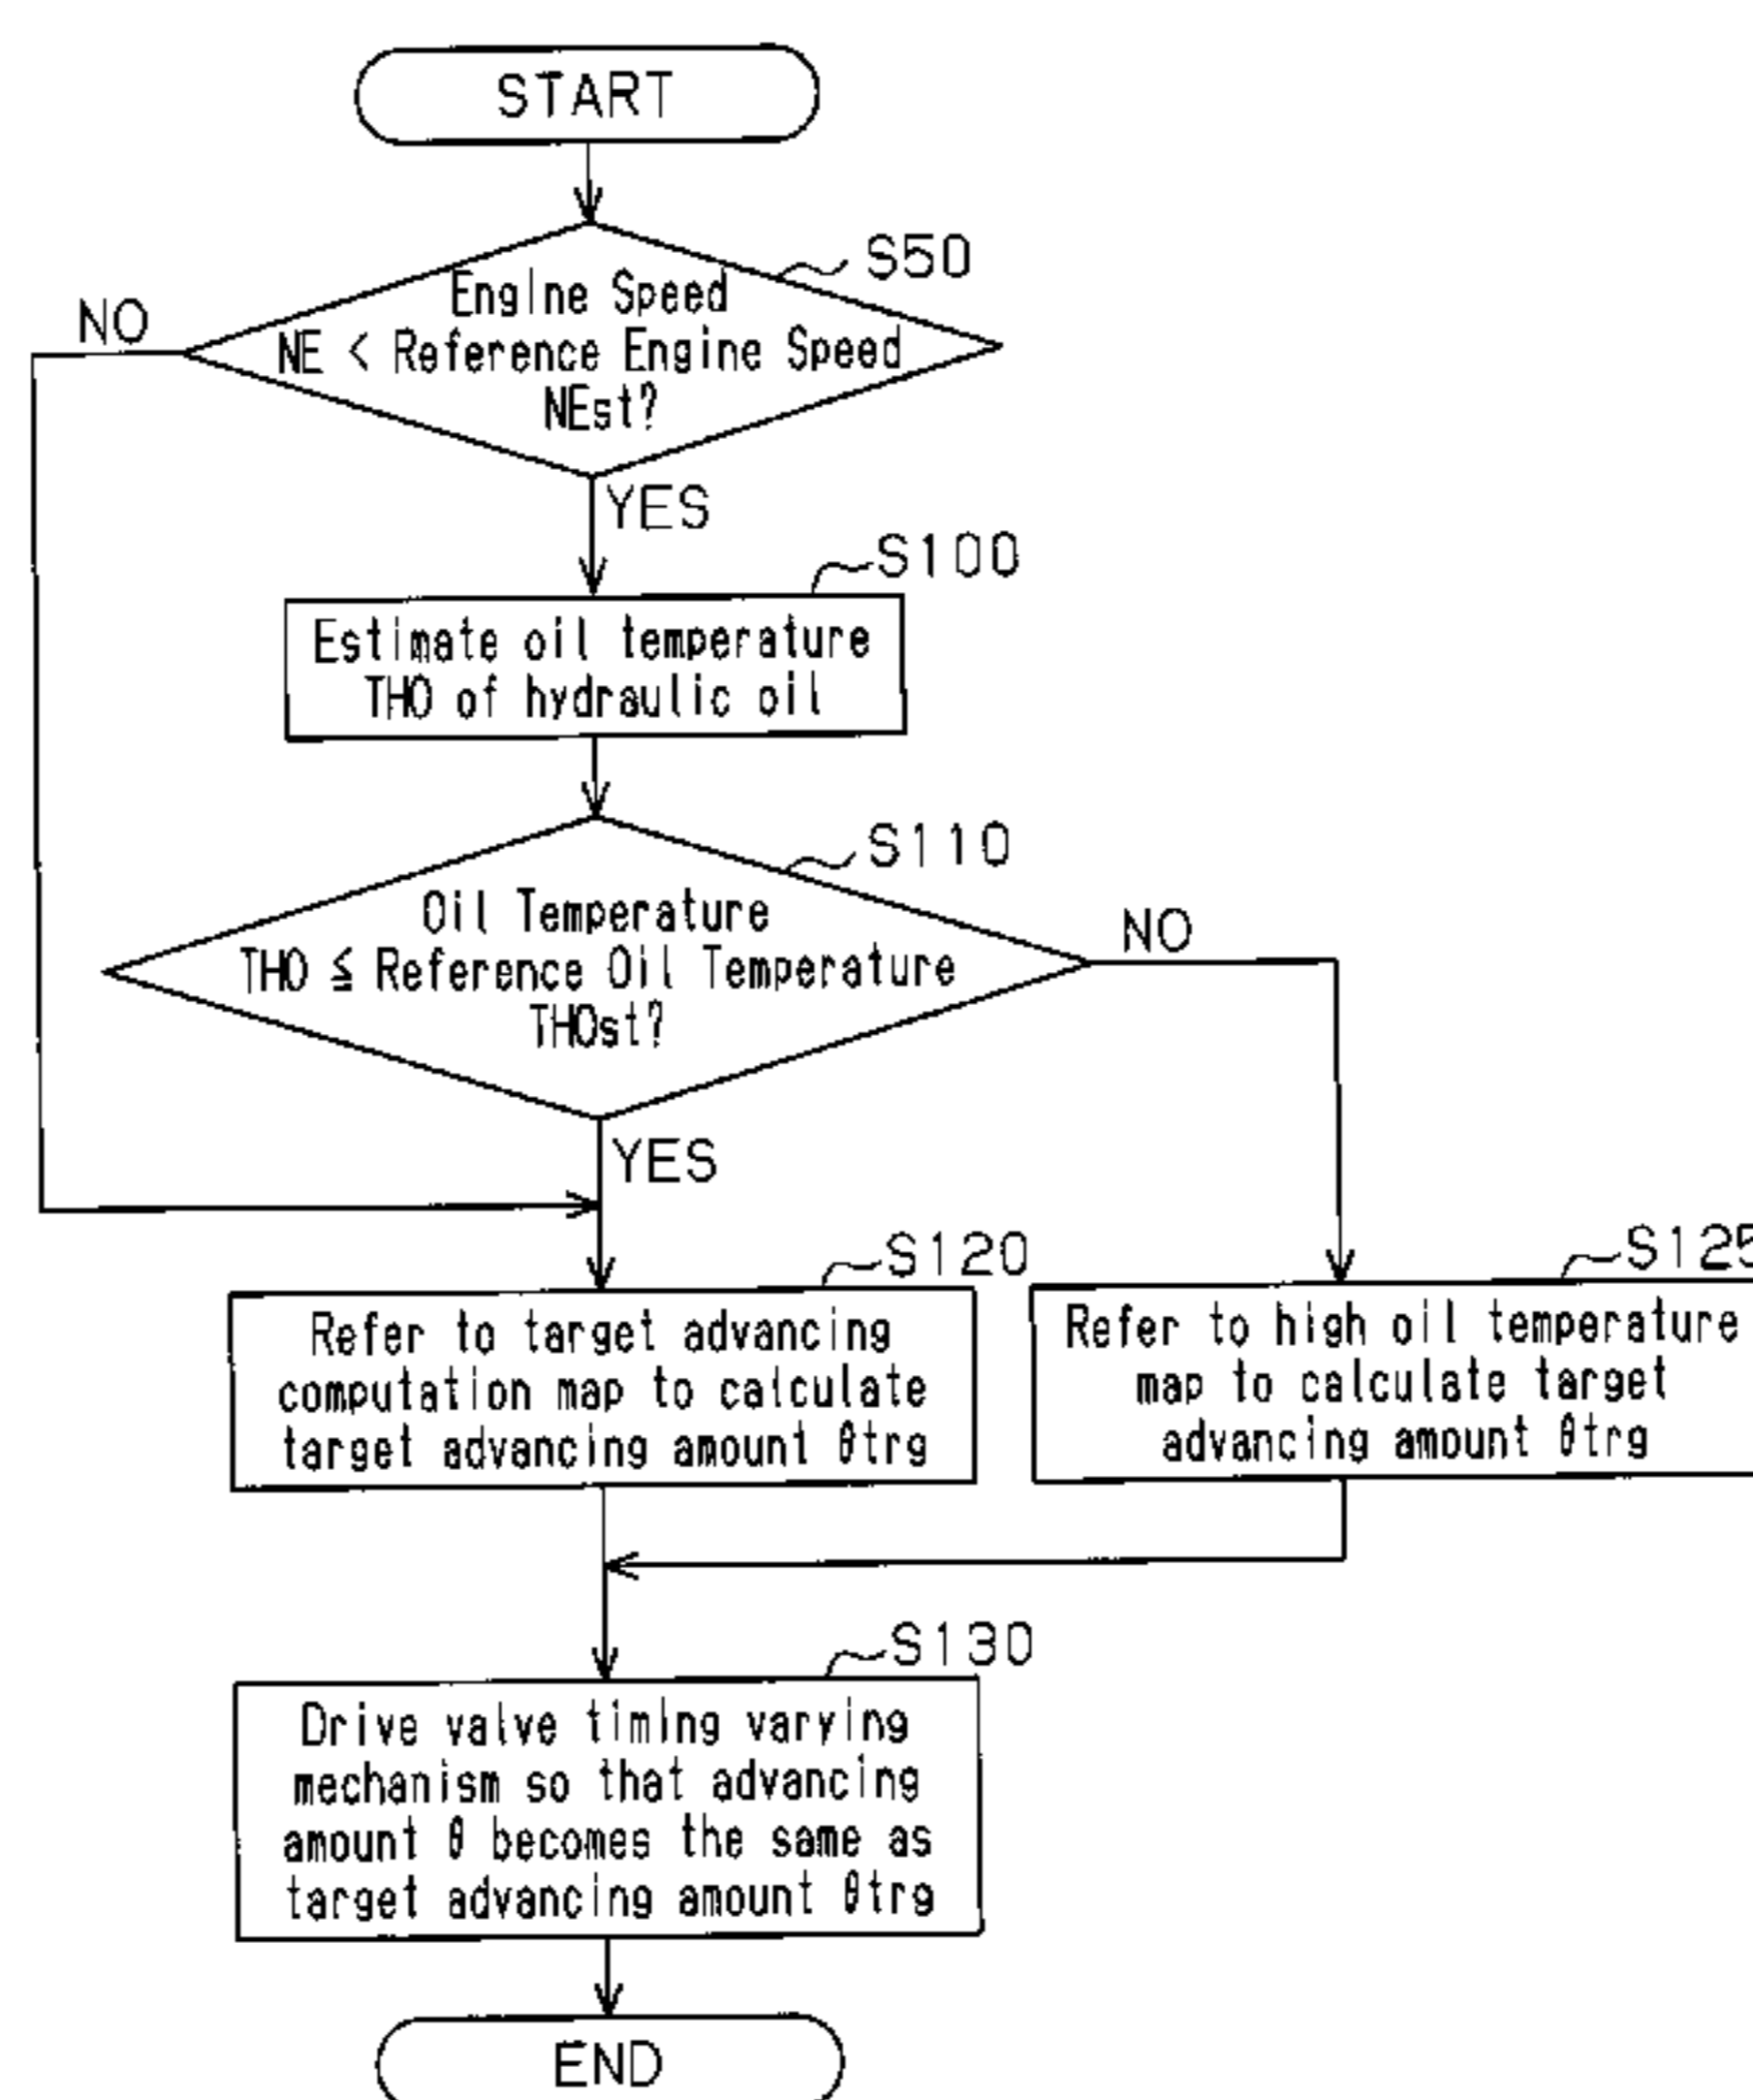 START
S50
Engine Speed
NO
NE < Reference Engine Speed
NEst?
YES
S100
Estimate oil temperature
THO of hydraulic oil
S110
Oil Temperature
NO
THO ≦ Reference Oil Temperature
THOst?
YES
S120
S125
Refer to target advancing
computation map to calculate
target advancing amount θtrg
Refer to high oil temperature
map to calculate target
advancing amount θtrg
S130
Drive valve timing varying
mechanism so that advancing
amount θ becomes the same as
target advancing amount θtrg
END